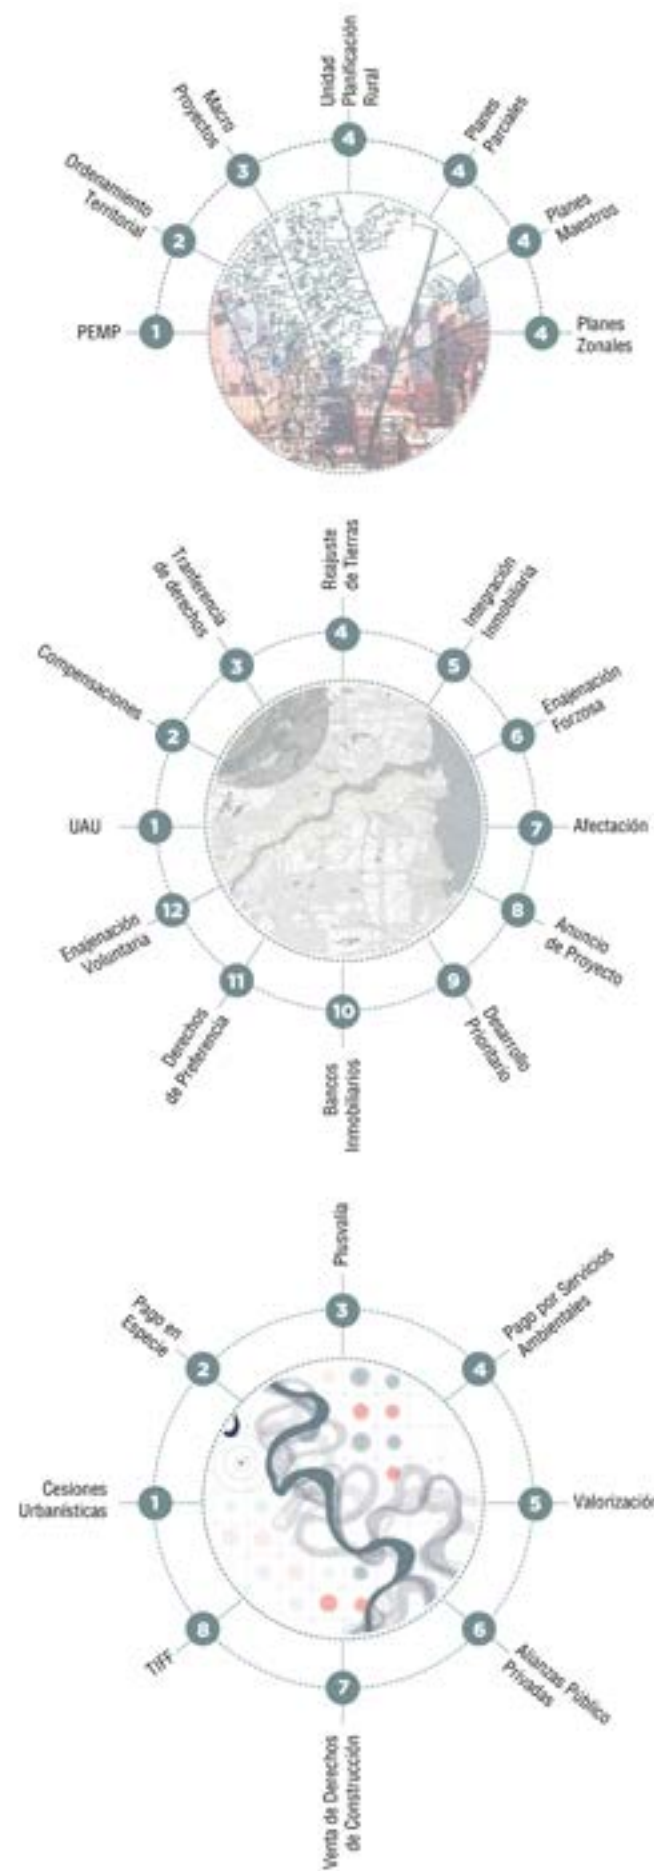 PEMP
1
Ordenamiento
Territorial
2
Macro
Proyectos
3
Unidad
Planificación
Rural
4
Planes
Parciales
4
Planes
Maestros
4
Planes
Zonales
4
UAU
1
Compensaciones
2
Tranferencia
de derechos
3
Reajuste
de Tierras
4
Integración
Inmobiliaria
5
Enajenación
Forzosa
6
Afectación
7
Anuncio
de Proyecto
8
Desarrollo
Prioritario
9
Bancos
Inmobiliarios
10
Derechos
de Preferencia
11
Enajenación
Voluntaria
12
Cesiones
Urbanísticas
1
Pago en
Especie
2
Plusvalía
3
Pago por Servicios
Ambientales
4
Valorización
5
Alianzas Público
Privadas
6
Venta de Derechos
de Construcción
7
TIFF
8